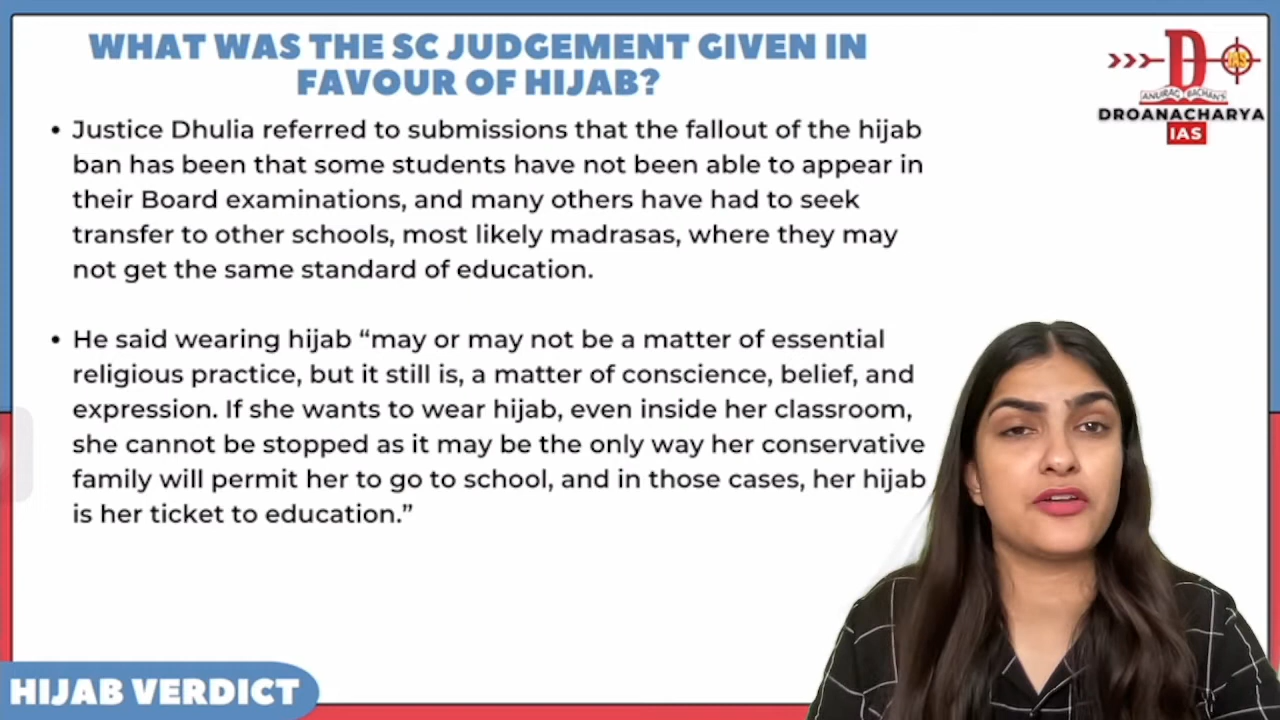 WHAT WAS THE SC JUDGEMENT GIVEN IN
FAVOUR OF HIJAB?
• Justice Dhulia referred to submissions that the fallout of the hijab
ban has been that some students have not been able to appear in
their Board examinations, and many others have had to seek
transfer to other schools, most likely madrasas, where they may
not get the same standard of education.
• He said wearing hijab “may or may not be a matter of essential
religious practice, but it still is, a matter of conscience, belief, and
expression. If she wants to wear hijab, even inside her classroom,
she cannot be stopped as it may be the only way her conservative
family will permit her to go to school, and in those cases, her hijab
is her ticket to education.”
D
IAS
ANURAG BACHAN'S
DROANACHARYA
IAS
HIJAB VERDICT